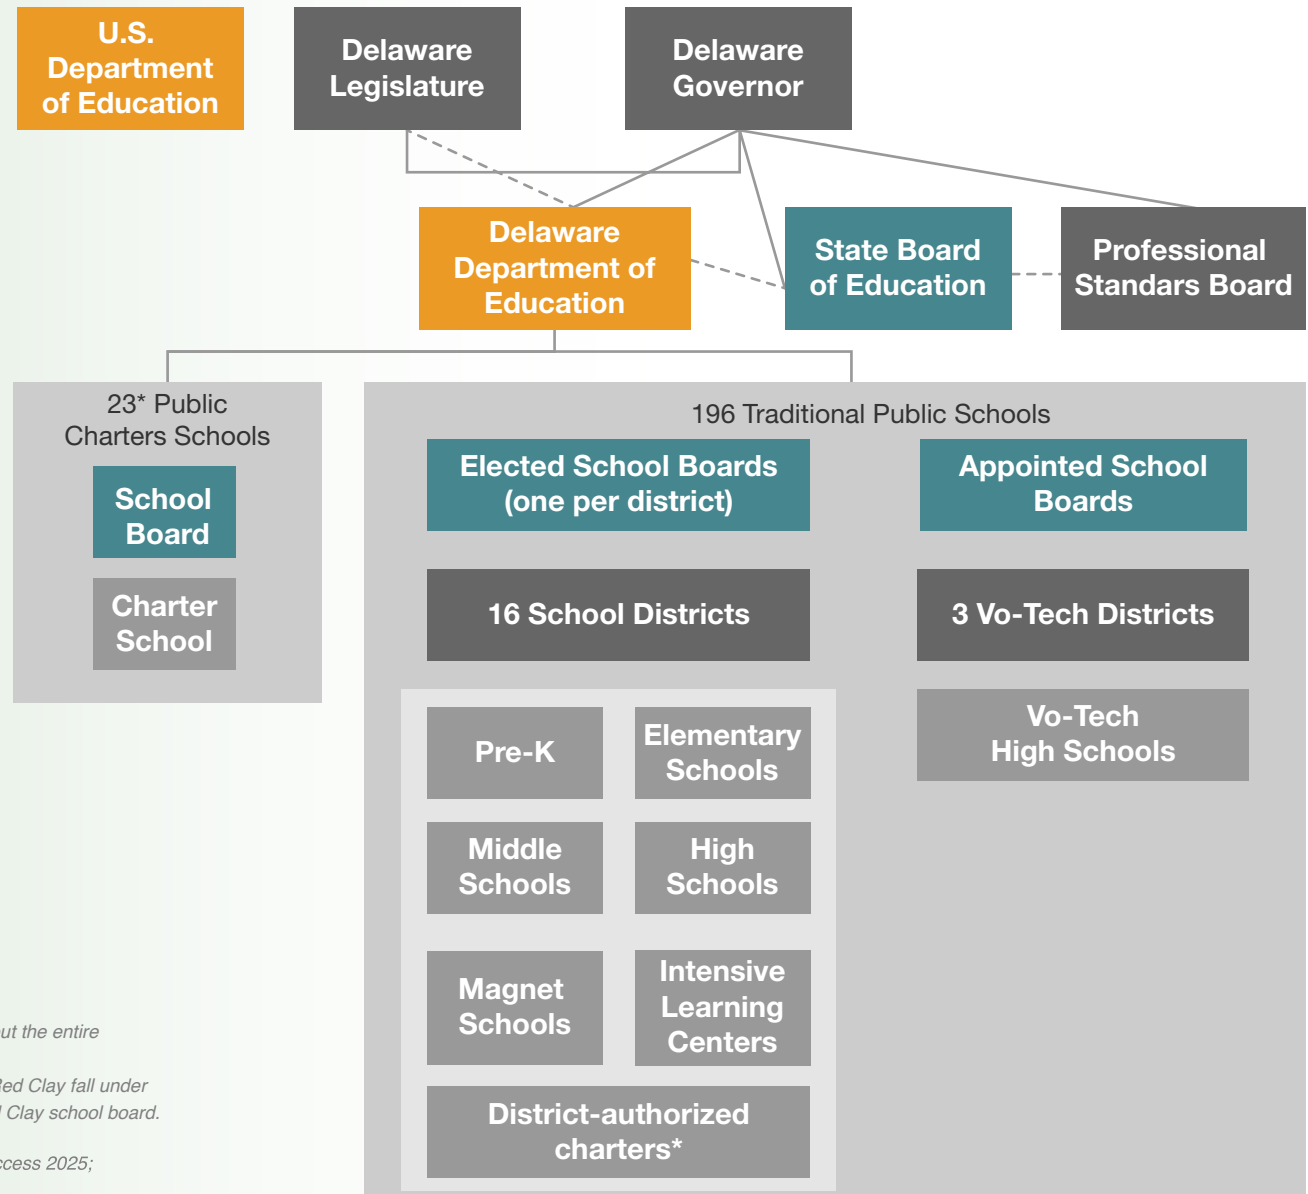 U.S.
Department
of Education
Delaware
Legislature
Delaware
Governor
Delaware
Department of
Education
State Board
of Education
Professional
Standars Board
23* Public
Charters Schools
School
Board
Charter
School
196 Traditional Public Schools
Elected School Boards
(one per district)
Appointed School
Boards
16 School Districts
3 Vo-Tech Districts
Pre-K
Elementary
Schools
Vo-Tech
High Schools
Middle
Schools
High
Schools
Magnet
Schools
Intensive
Learning
Centers
District-authorized
charters*
the entire
Red Clay fall under
Clay school board.
2025;